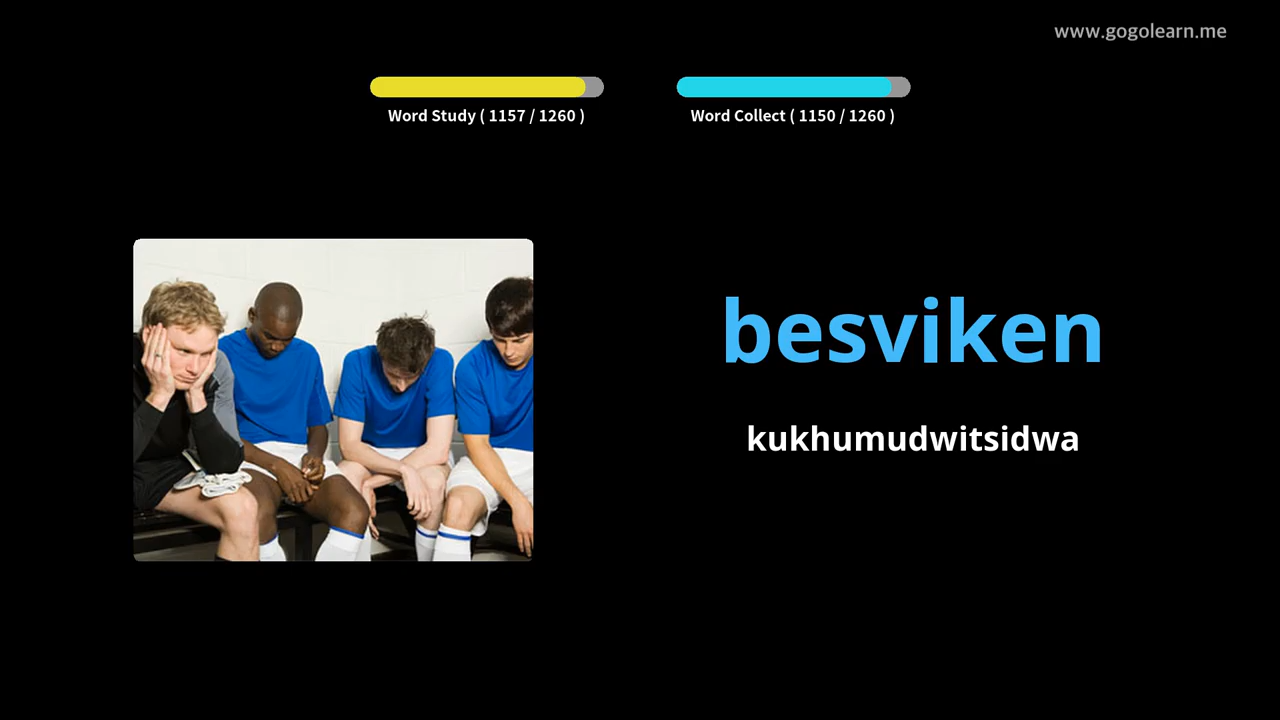 www.gogolearn.me
Word Study ( 1157 / 1260 )
Word Collect ( 1150 / 1260 )
besviken
kukhumudwitsidwa